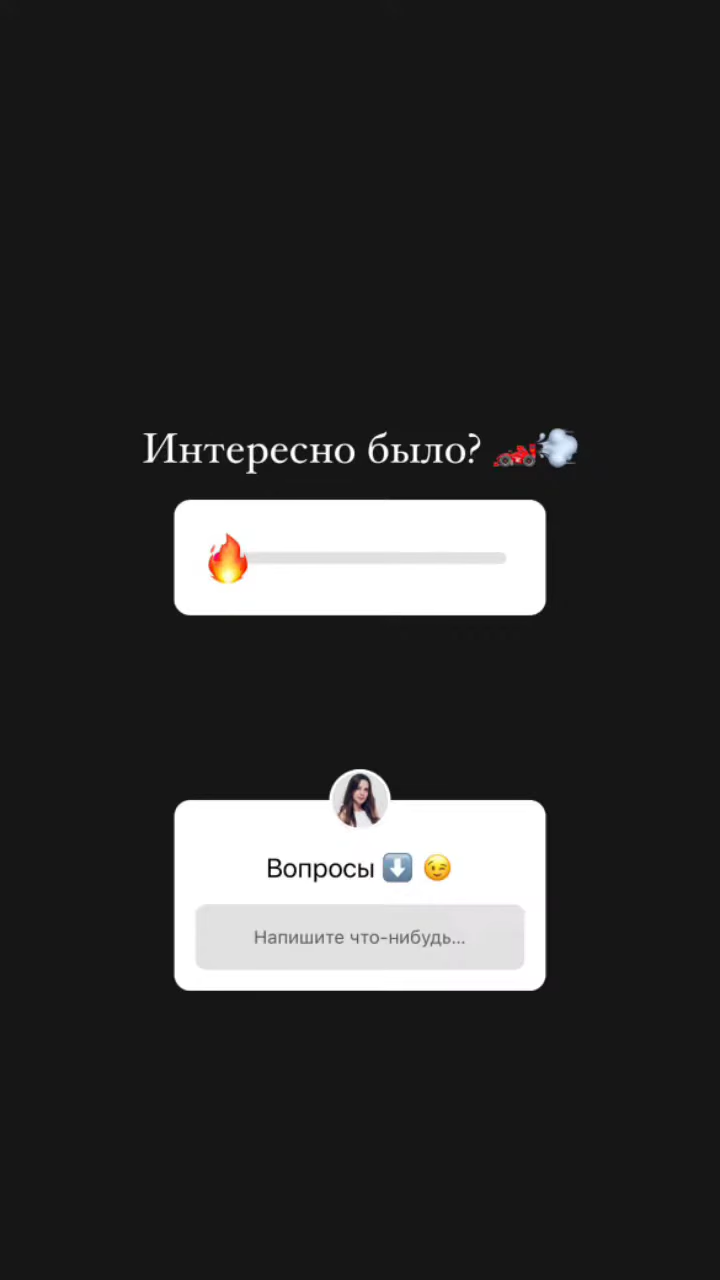 Интересно было? 🏎️💨
Вопросы ⬇️ 😉
Напишите что-нибудь...